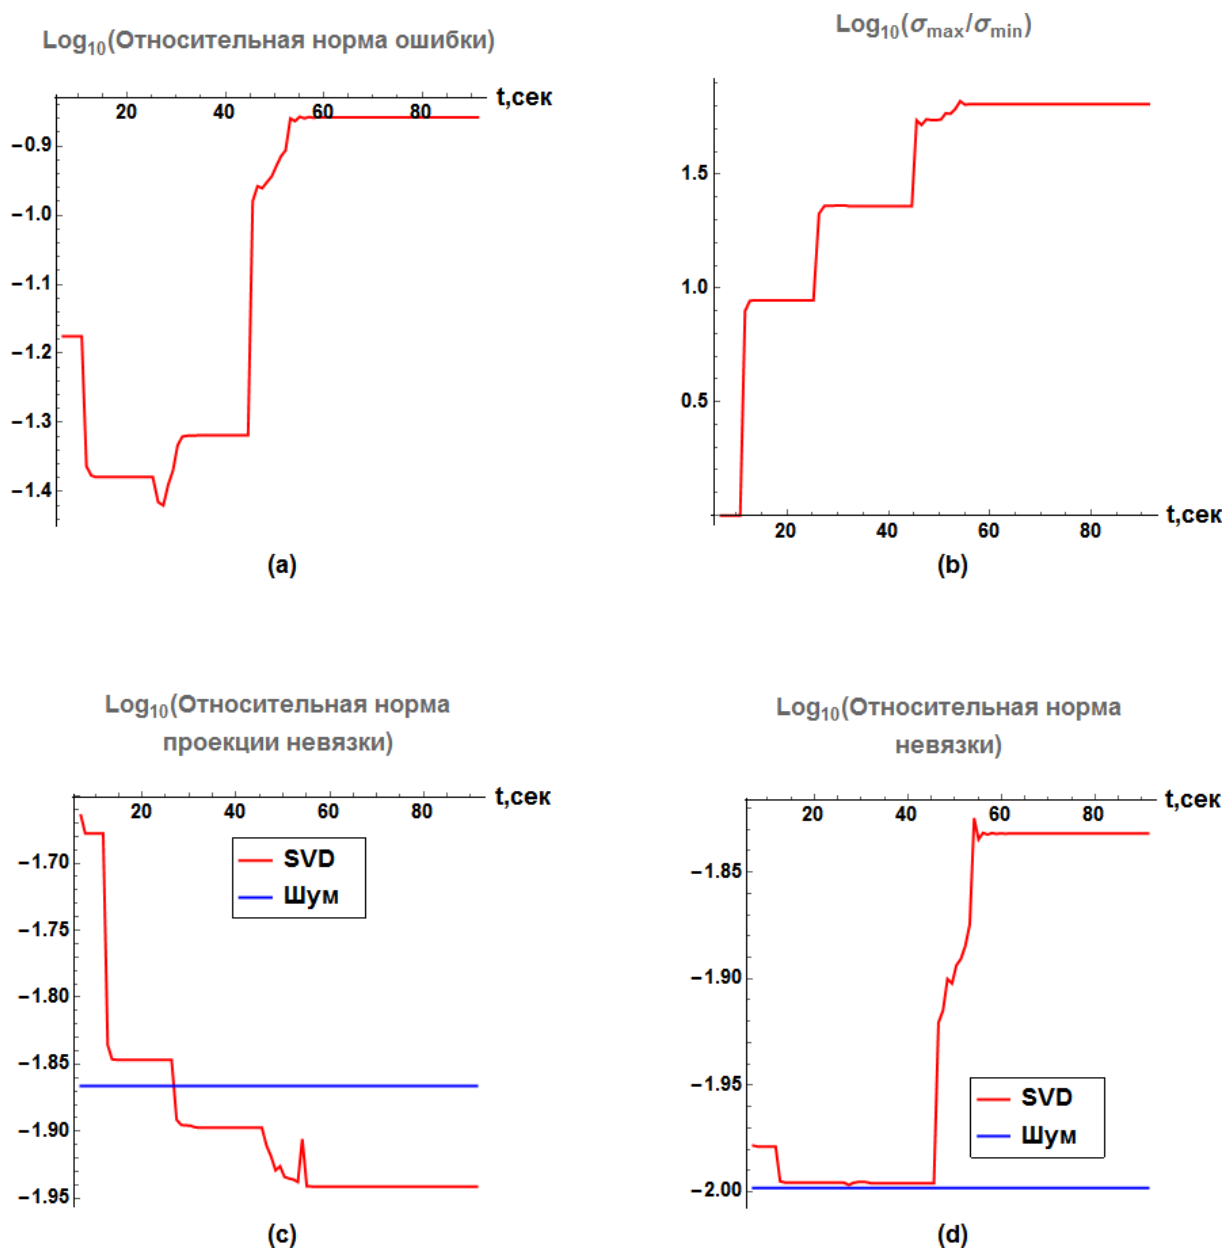 Log₁₀(Относительная норма ошибки)
t,сек
20 40 60 80
−0.9
−1.0
−1.1
−1.2
−1.3
−1.4
(a)
Log₁₀(σmax/σmin)
1.5
1.0
0.5
20 40 60 80
t,сек
(b)
Log₁₀(Относительная норма
проекции невязки)
t,сек
20 40 60 80
−1.70
−1.75
−1.80
−1.85
−1.90
−1.95
SVD
Шум
(c)
Log₁₀(Относительная норма
невязки)
t,сек
20 40 60 80
−1.85
−1.90
−1.95
−2.00
SVD
Шум
(d)